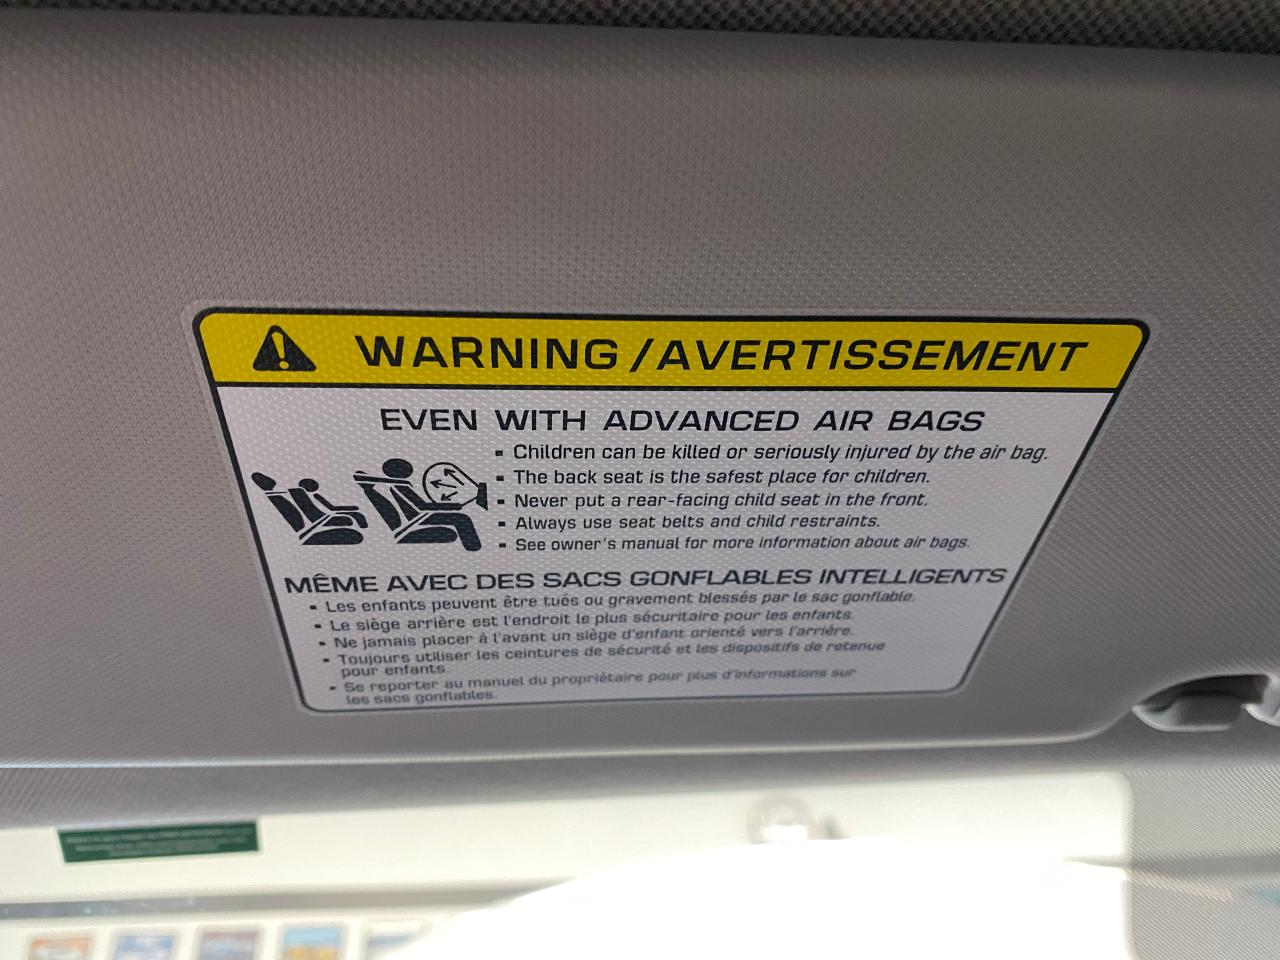 WARNING / AVERTISSEMENT
EVEN WITH ADVANCED AIR BAGS
▪ Children can be killed or seriously injured by the air bag.
▪ The back seat is the safest place for children.
▪ Never put a rear-facing child seat in the front.
▪ Always use seat belts and child restraints.
▪ See owner's manual for more information about air bags.
MÊME AVEC DES SACS GONFLABLES INTELLIGENTS
▪ Les enfants peuvent être tués ou gravement blessés par le sac gonflable.
▪ Le siège arrière est l'endroit le plus sécuritaire pour les enfants.
▪ Ne jamais placer à l'avant un siège d'enfant orienté vers l'arrière.
▪ Toujours utiliser les ceintures de sécurité et les dispositifs de retenue
pour enfants.
▪ Se reporter au manuel du propriétaire pour plus d'informations sur
les sacs gonflables.